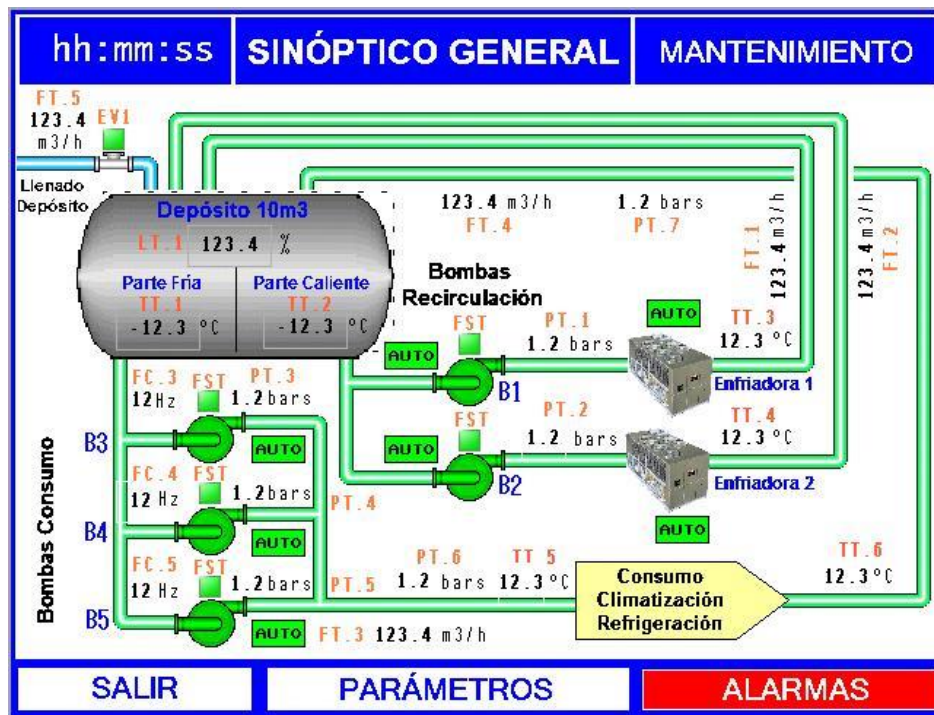 hh:mm:ss
SINÓPTICO GENERAL
MANTENIMIENTO
FT.5
123.4
m3/h
EV1
Llenado
Depósito
Depósito 10m3
LT.1 123.4 %
Parte Fría
TT.1
-12.3 ºC
Parte Caliente
TT.2
-12.3 ºC
123.4 m3/h
FT.4
1.2 bars
PT.7
FT.1
123.4 m3/h
FT.2
123.4 m3/h
Bombas
Recirculación
AUTO
FST
B1
PT.1
1.2 bars
AUTO
TT.3
12.3 ºC
Enfriadora 1
AUTO
FST
B2
PT.2
1.2 bars
TT.4
12.3 ºC
Enfriadora 2
AUTO
Bombas Consumo
FC.3
12Hz
FST
PT.3
1.2bars
B3
AUTO
FC.4
12 Hz
FST
1.2bars
PT.4
B4
AUTO
FC.5
12 Hz
FST
1.2bars
PT.5
B5
AUTO
FT.3 123.4 m3/h
PT.6
1.2 bars
TT 5
12.3ºC
Consumo
Climatización
Refrigeración
TT.6
12.3ºC
SALIR
PARÁMETROS
ALARMAS